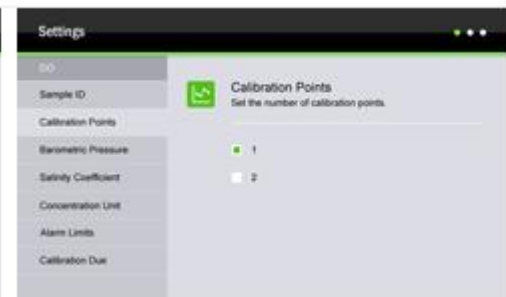 Settings
DO
Sample ID
Calibration Points
Barometric Pressure
Salinity Coefficient
Concentration Unit
Alarm Limits
Calibration Due
Calibration Points
Set the number of calibration points.
1
2